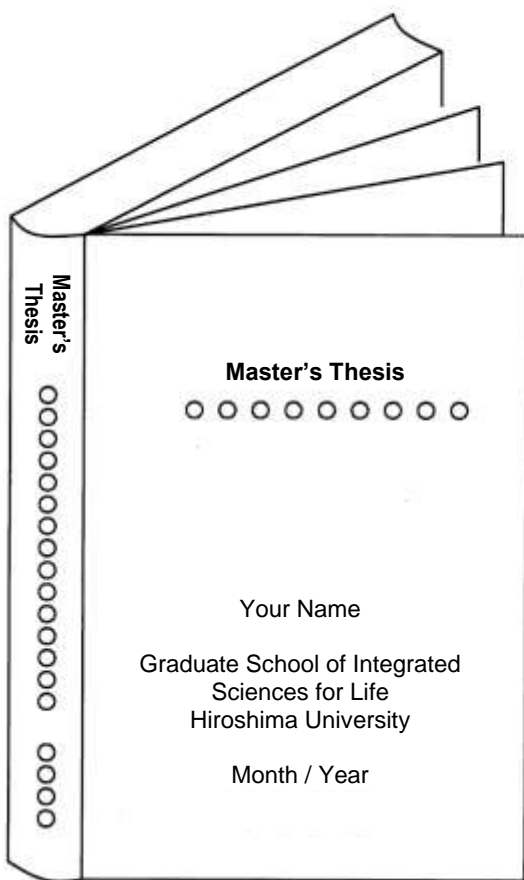 Master's
Thesis
○○○○○○○○○○○○○○○
○○○○
Master's Thesis
○ ○ ○ ○ ○ ○ ○ ○ ○
Your Name
Graduate School of Integrated
Sciences for Life
Hiroshima University
Month / Year